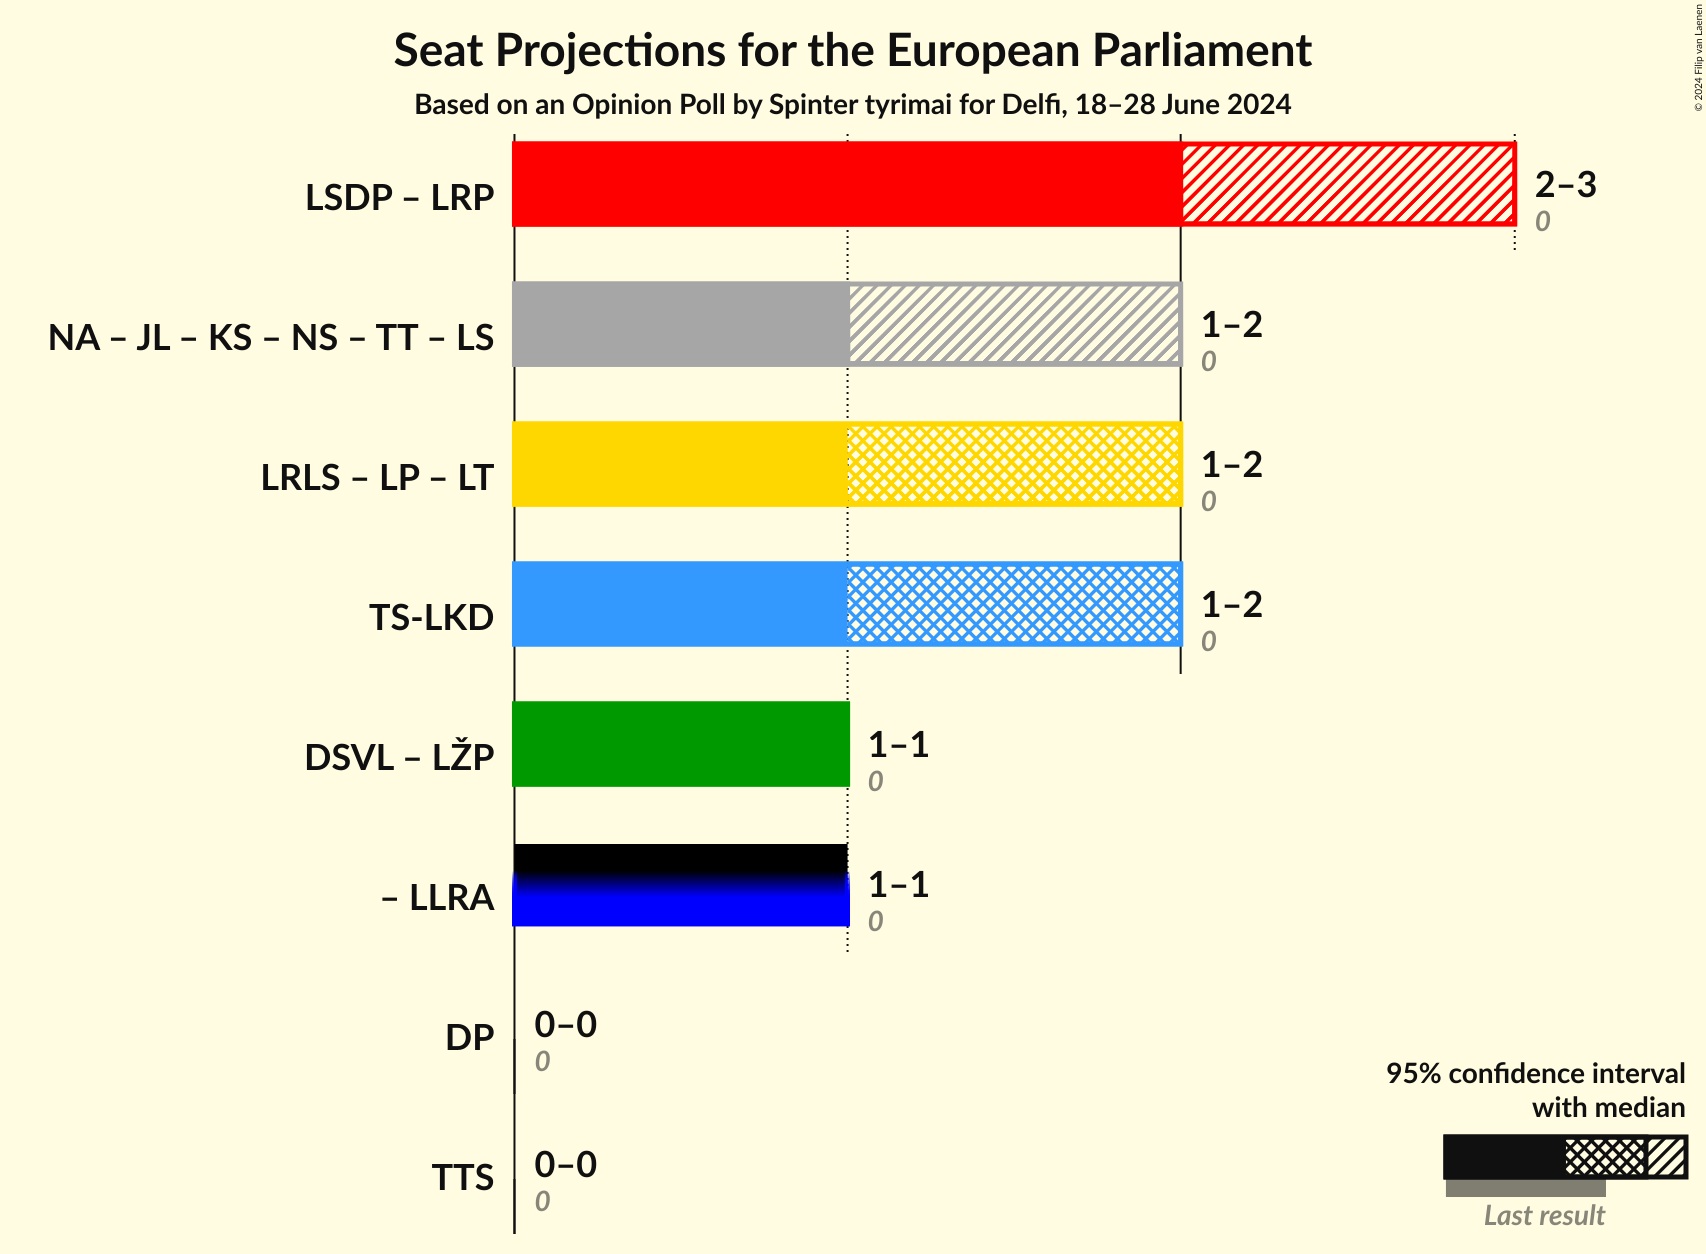 Seat Projections for the European Parliament
Based on an Opinion Poll by Spinter tyrimai for Delfi, 18–28 June 2024
© 2024 Filip van Laenen
LSDP – LRP
2–3
0
NA – JL – KS – NS – TT – LS
1–2
0
LRLS – LP – LT
1–2
0
TS-LKD
1–2
0
DSVL – LŽP
1–1
0
– LLRA
1–1
0
DP
0–0
0
TTS
0–0
0
95% confidence interval
with median
Last result